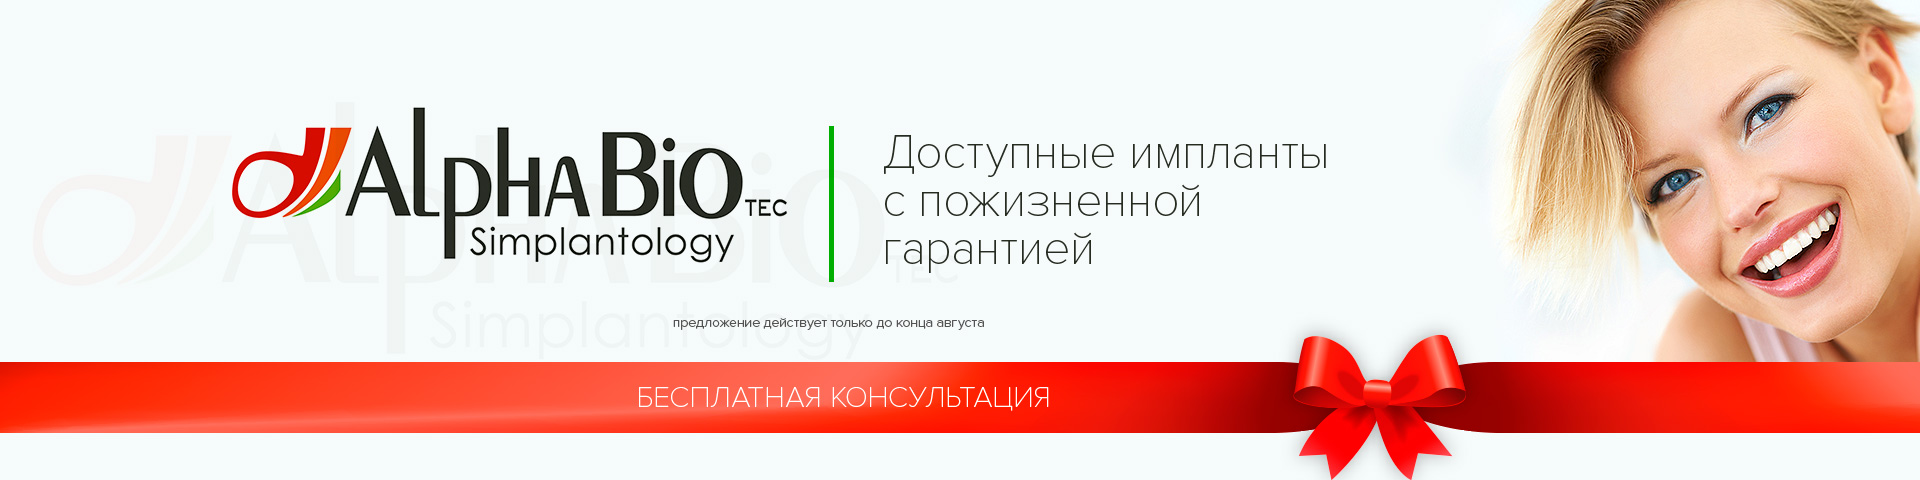 AlphaBio TEC
Simplantology
Доступные импланты
с пожизненной
гарантией
предложение действует только до конца августа
БЕСПЛАТНАЯ КОНСУЛЬТАЦИЯ